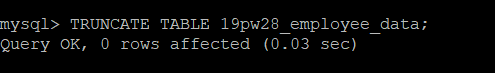 mysql> TRUNCATE TABLE 19pw28_employee_data;
Query OK, 0 rows affected (0.03 sec)